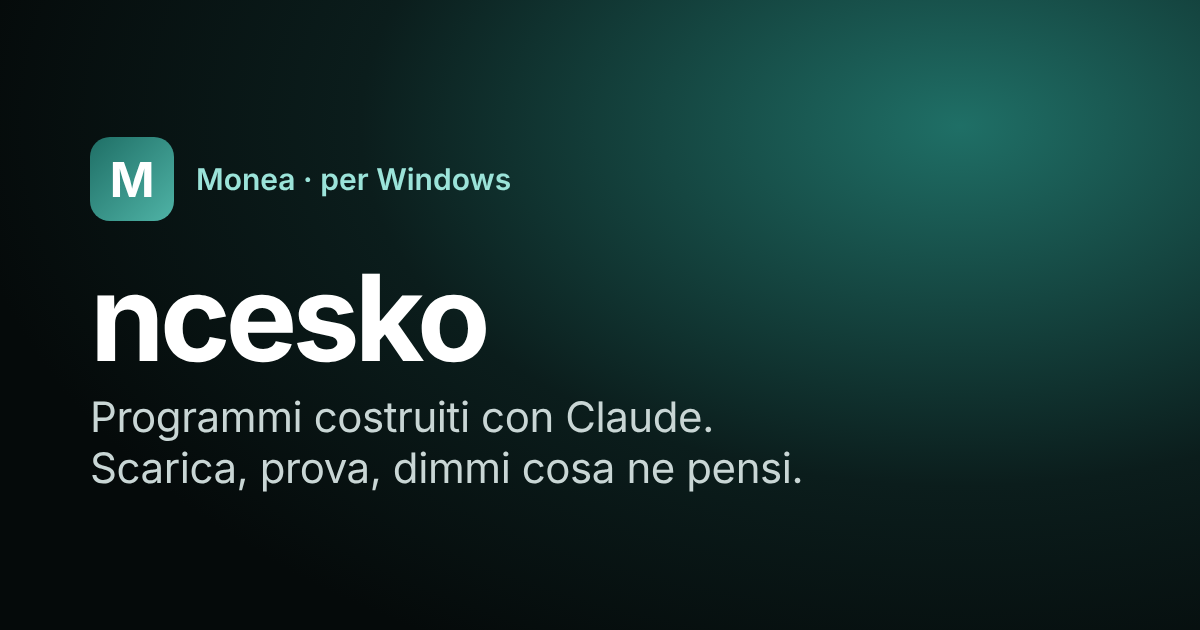 M
Monea · per Windows
ncesko
Programmi costruiti con Claude.
Scarica, prova, dimmi cosa ne pensi.